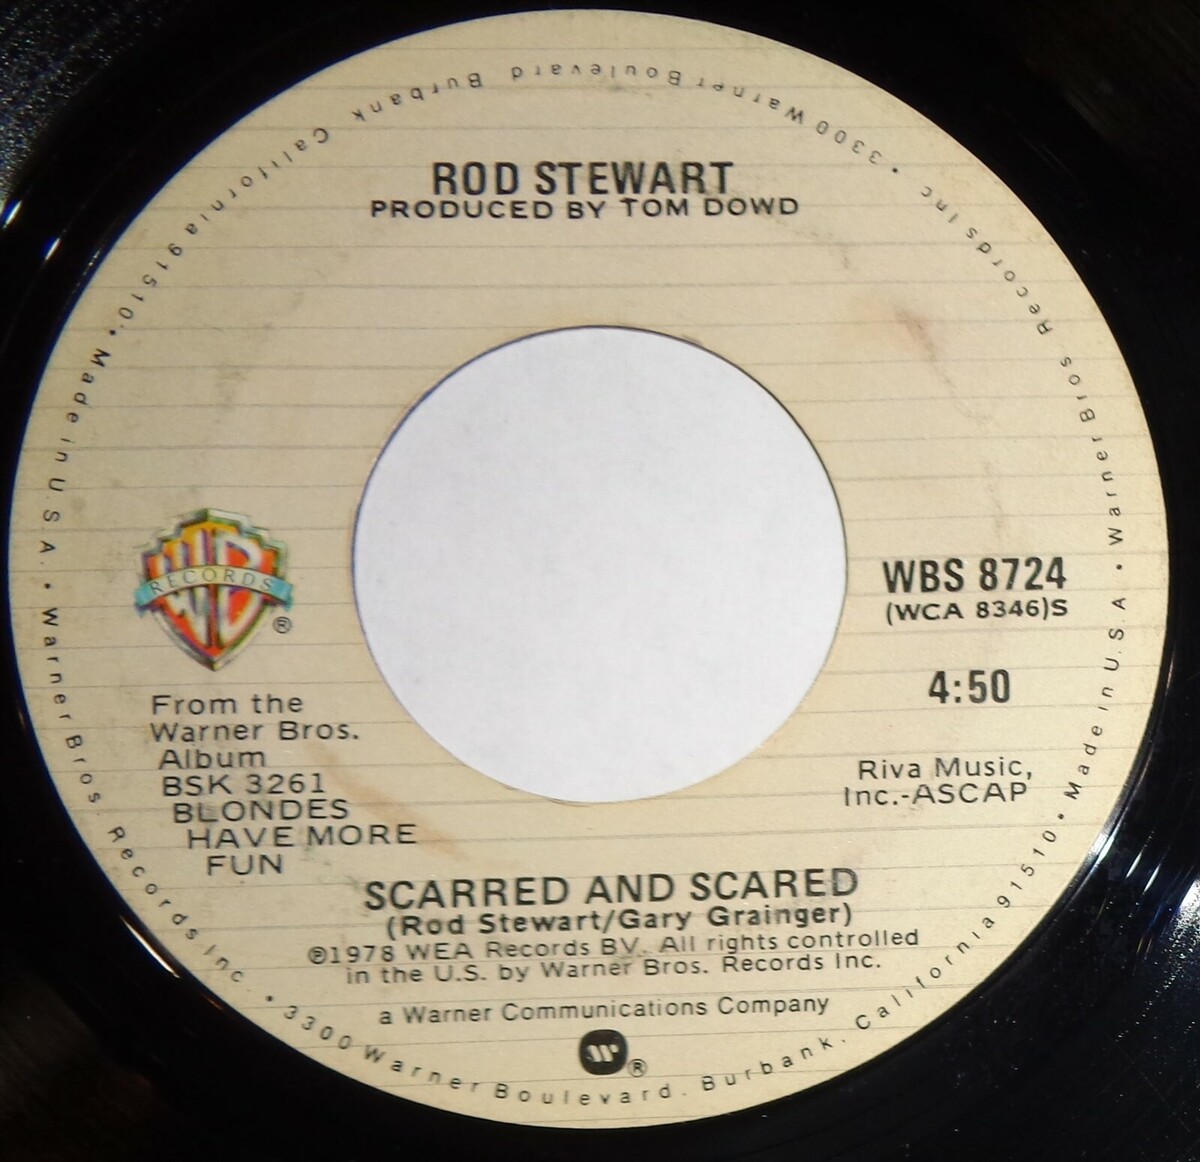 ROD STEWART
PRODUCED BY TOM DOWD
WB
RECORDS
®
From the
Warner Bros.
Album
BSK 3261
BLONDES
HAVE MORE
FUN
WBS 8724
(WCA 8346)S
4:50
Riva Music,
Inc.-ASCAP
SCARRED AND SCARED
(Rod Stewart/Gary Grainger)
℗1978 WEA Records BV. All rights controlled
in the U.S. by Warner Bros. Records Inc.
a Warner Communications Company
®
Warner Bros. Records Inc. • 3300 Warner Boulevard. Burbank. California 91510 • Made in U.S.A. • Warner Bros Records Inc • 3300 Warner Boulevard Burbank California 91510. • Made in U.S.A. •